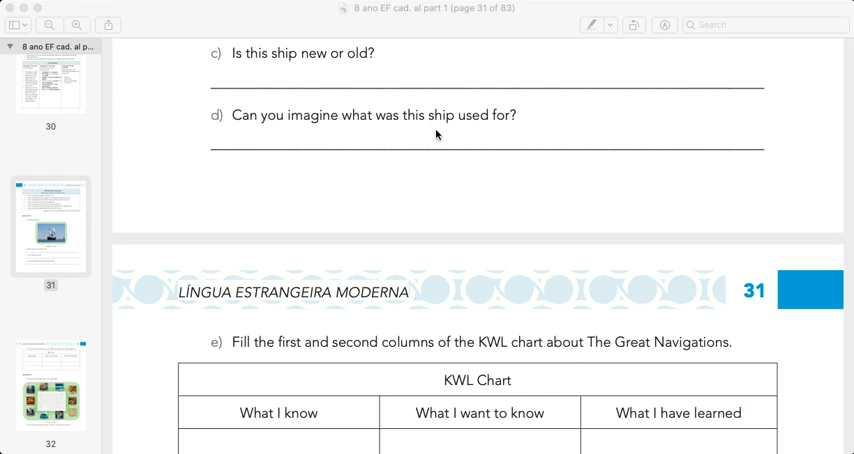 8 ano EF cad. al part 1 (page 31 of 83)
Search
8 ano EF cad. al p...
30
31
32
c) Is this ship new or old?
d) Can you imagine what was this ship used for?
LÍNGUA ESTRANGEIRA MODERNA
31
e) Fill the first and second columns of the KWL chart about The Great Navigations.
KWL Chart
What I know
What I want to know
What I have learned